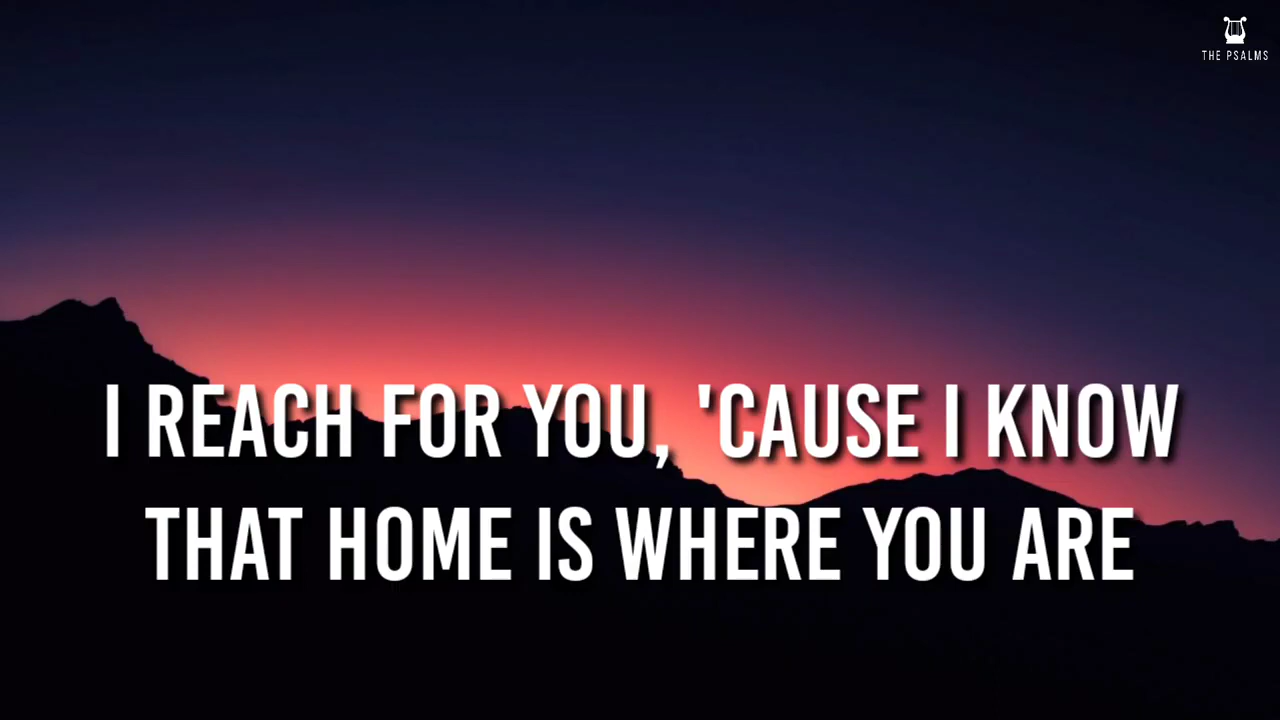 THE PSALMS
I REACH FOR YOU, 'CAUSE I KNOW
THAT HOME IS WHERE YOU ARE